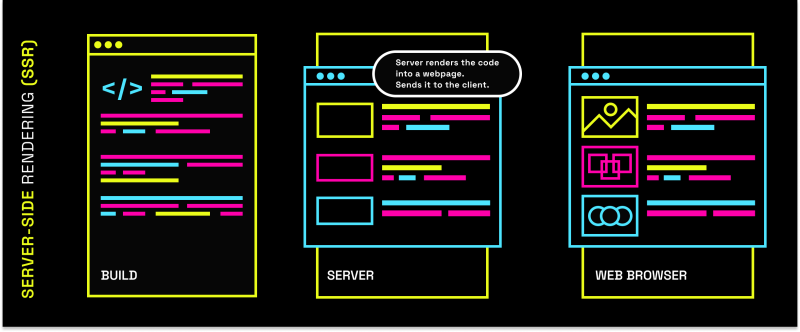 SERVER-SIDE RENDERING (SSR)
</>
BUILD
Server renders the code
into a webpage.
Sends it to the client.
SERVER
WEB BROWSER